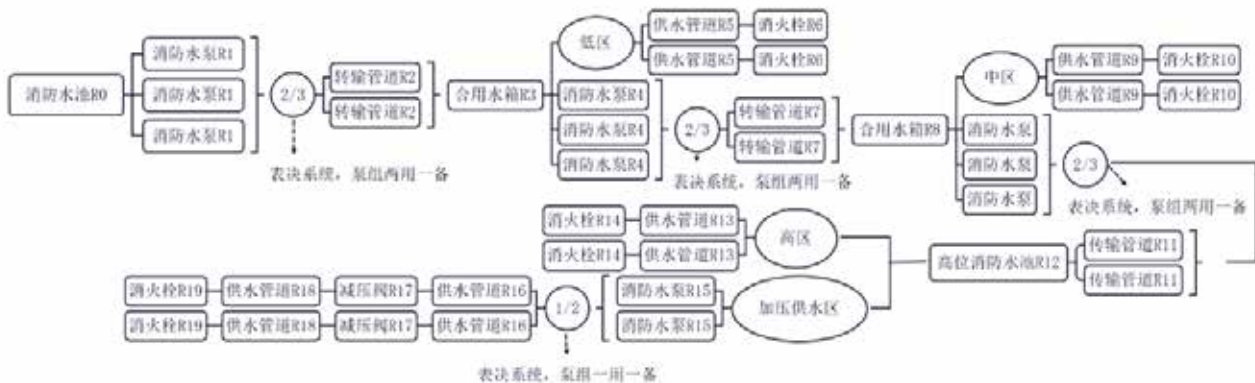 消防水池R0
消防水泵R1
消防水泵R1
消防水泵R1
2/3
表决系统，泵组两用一备
转输管道R2
转输管道R2
合用水箱R3
低区
供水管道R5
消火栓R6
供水管道R5
消火栓R6
消防水泵R4
消防水泵R4
消防水泵R4
2/3
表决系统，泵组两用一备
转输管道R7
转输管道R7
合用水箱R8
中区
供水管道R9
消火栓R10
供水管道R9
消火栓R10
消防水泵
消防水泵
消防水泵
2/3
表决系统，泵组两用一备
消火栓R14
供水管道R13
消火栓R14
供水管道R13
高区
高位消防水池R12
传输管道R11
传输管道R11
消火栓R19
供水管道R18
减压阀R17
供水管道R16
消火栓R19
供水管道R18
减压阀R17
供水管道R16
1/2
消防水泵R15
消防水泵R15
加压供水区
表决系统，泵组一用一备